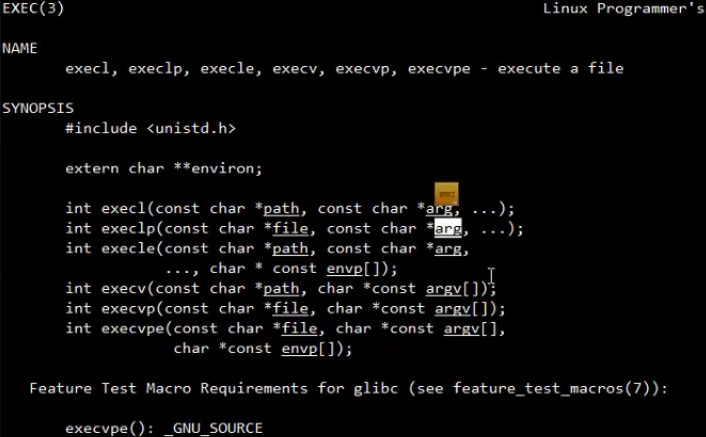 EXEC(3) Linux Programmer's
NAME
execl, execlp, execle, execv, execvp, execvpe - execute a file
SYNOPSIS
#include <unistd.h>
extern char **environ;
int execl(const char *path, const char *arg, ...);
int execlp(const char *file, const char *arg, ...);
int execle(const char *path, const char *arg,
..., char * const envp[]);
int execv(const char *path, char *const argv[]);
int execvp(const char *file, char *const argv[]);
int execvpe(const char *file, char *const argv[],
char *const envp[]);
Feature Test Macro Requirements for glibc (see feature_test_macros(7)):
execvpe(): _GNU_SOURCE